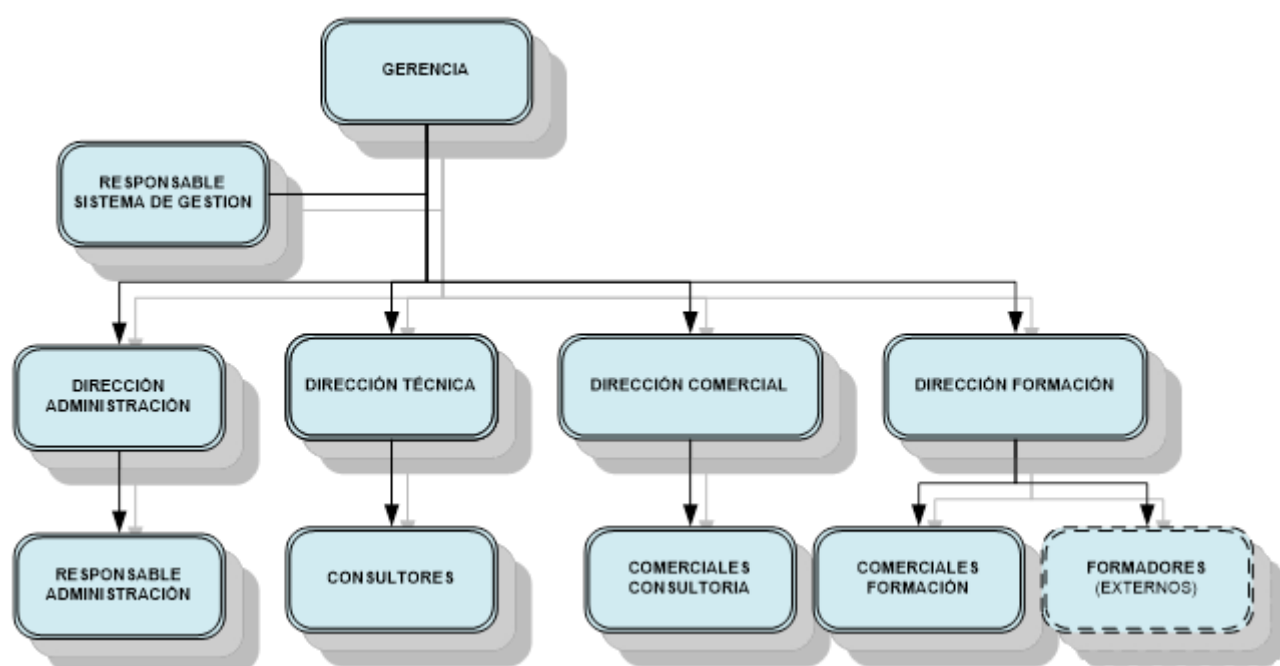 GERENCIA
RESPONSABLE
SISTEMA DE GESTION
DIRECCIÓN
ADMINISTRACIÓN
DIRECCIÓN TÉCNICA
DIRECCIÓN COMERCIAL
DIRECCIÓN FORMACIÓN
RESPONSABLE
ADMINISTRACIÓN
CONSULTORES
COMERCIALES
CONSULTORIA
COMERCIALES
FORMACIÓN
FORMADORES
(EXTERNOS)